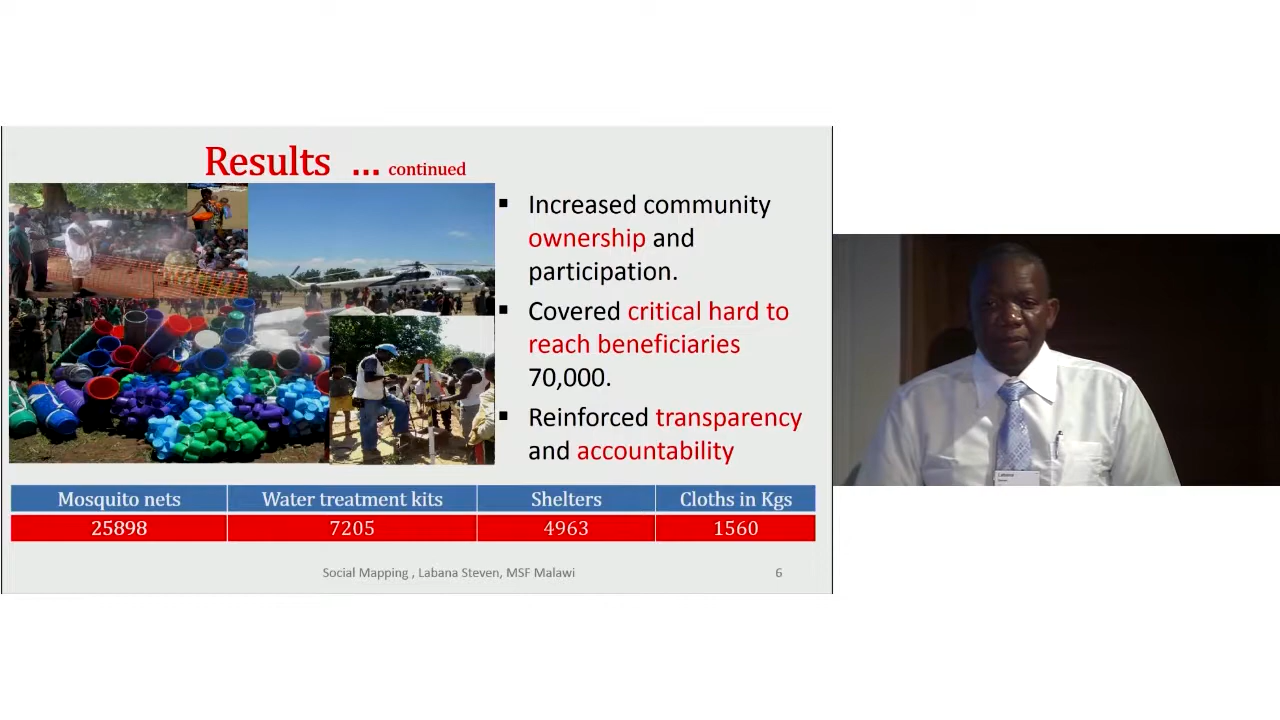 Results ... continued
▪ Increased community
ownership and
participation.
▪ Covered critical hard to
reach beneficiaries
70,000.
▪ Reinforced transparency
and accountability
Mosquito nets Water treatment kits Shelters Cloths in Kgs
25898 7205 4963 1560
Social Mapping , Labana Steven, MSF Malawi 6